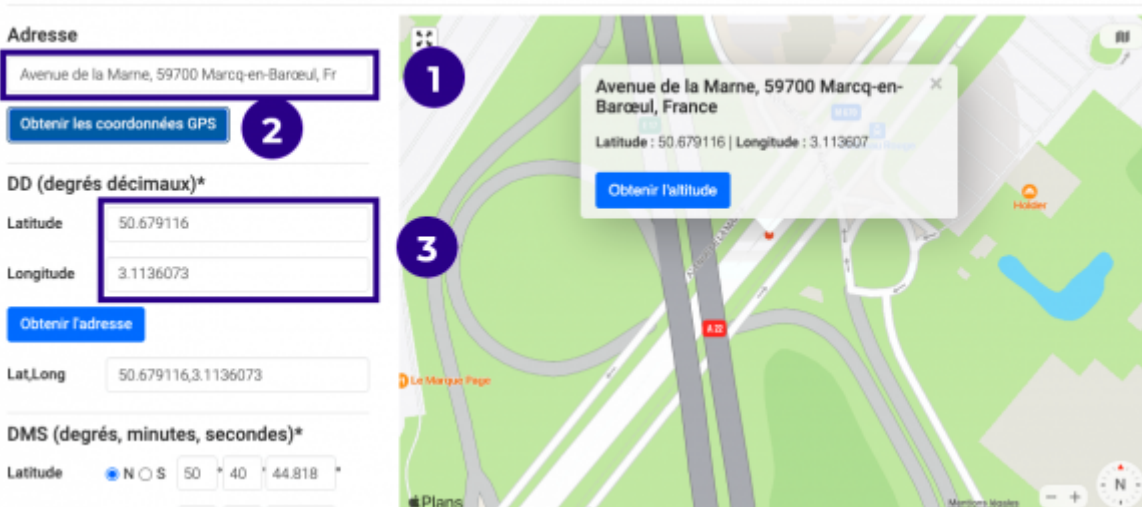 Adresse
Avenue de la Marne, 59700 Marcq-en-Barœul, Fr
1
Obtenir les coordonnées GPS
2
DD (degrés décimaux)*
Latitude 50.679116
Longitude 3.1136073
3
Obtenir l'adresse
Lat,Long 50.679116,3.1136073
DMS (degrés, minutes, secondes)*
Latitude N S 50 ° 40 ' 44.818 "
Avenue de la Marne, 59700 Marcq-en-
Barœul, France
×
Latitude : 50.679116 | Longitude : 3.113607
Obtenir l'altitude
Holder
A 22
Le Marque Page
Plans
Mentions légales
− +
N